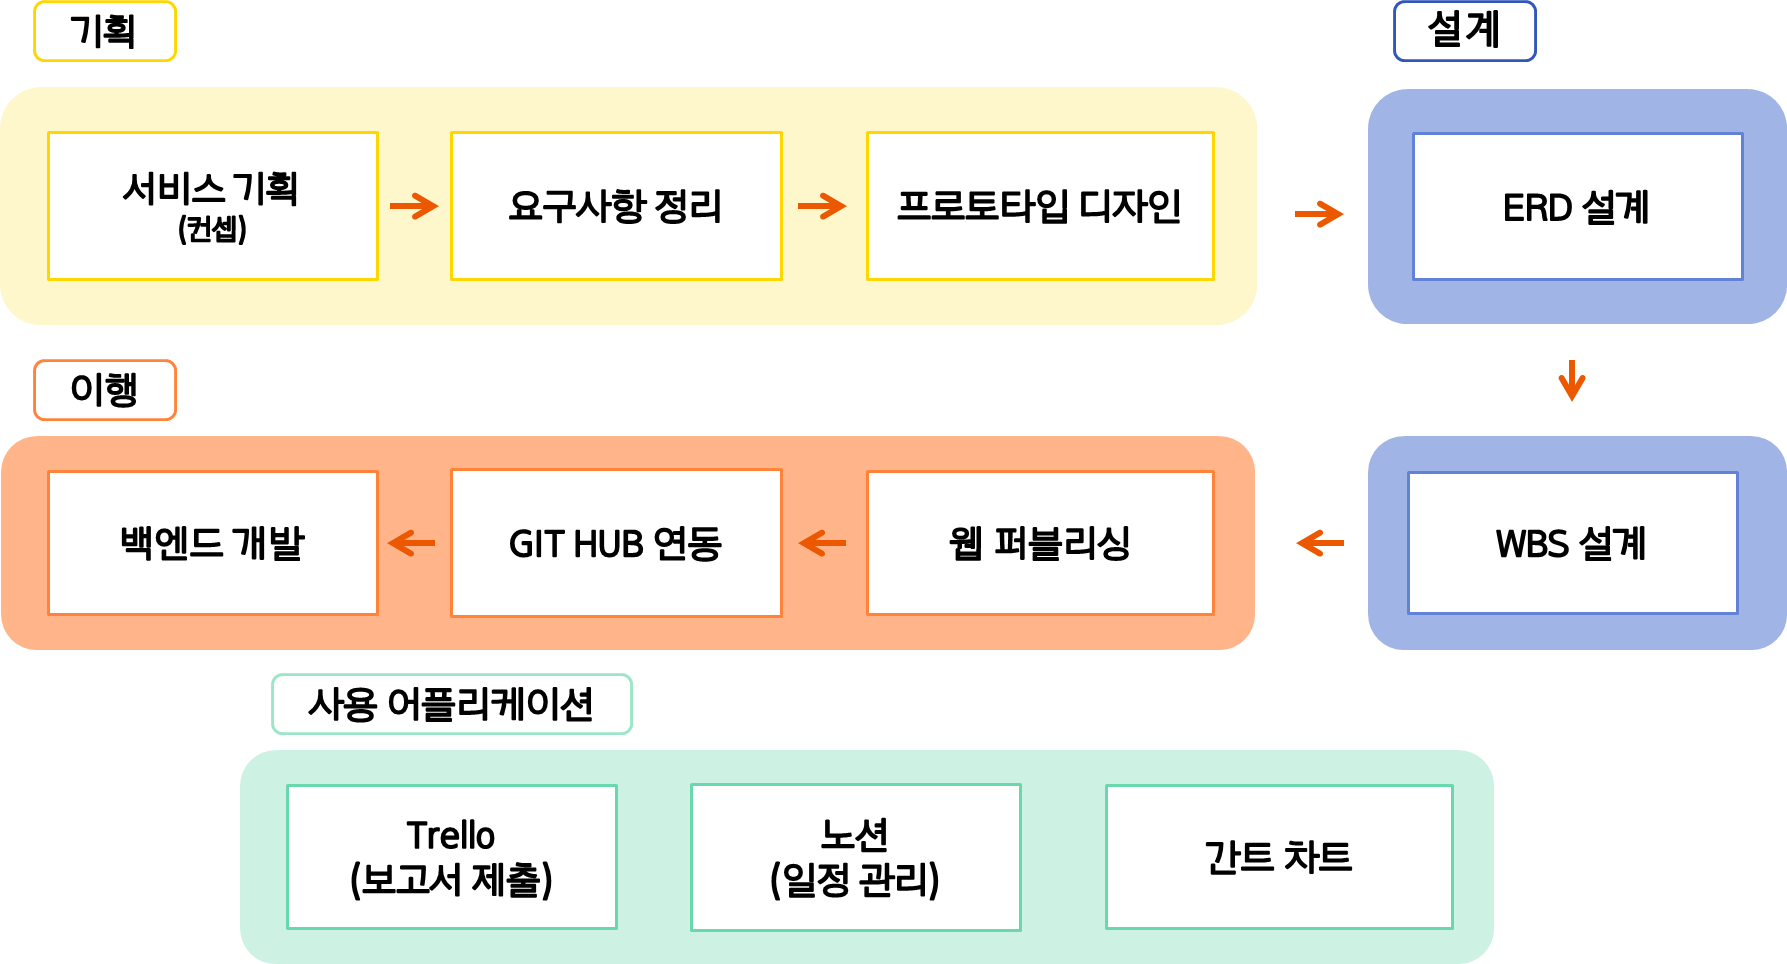 기획
설계
서비스 기획
(컨셉)
요구사항 정리
프로토타입 디자인
ERD 설계
이행
백엔드 개발
GIT HUB 연동
웹 퍼블리싱
WBS 설계
사용 어플리케이션
Trello
(보고서 제출)
노션
(일정 관리)
간트 차트